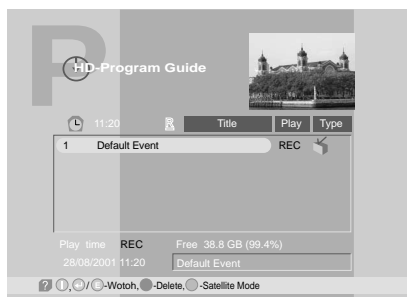 P
HD-Program Guide
11:20 R Title Play Type
1 Default Event REC
Play time REC Free 38.8 GB (99.4%)
28/08/2001 11:20 Default Event
? , / E-Wotoh, -Delete, -Satellite Mode